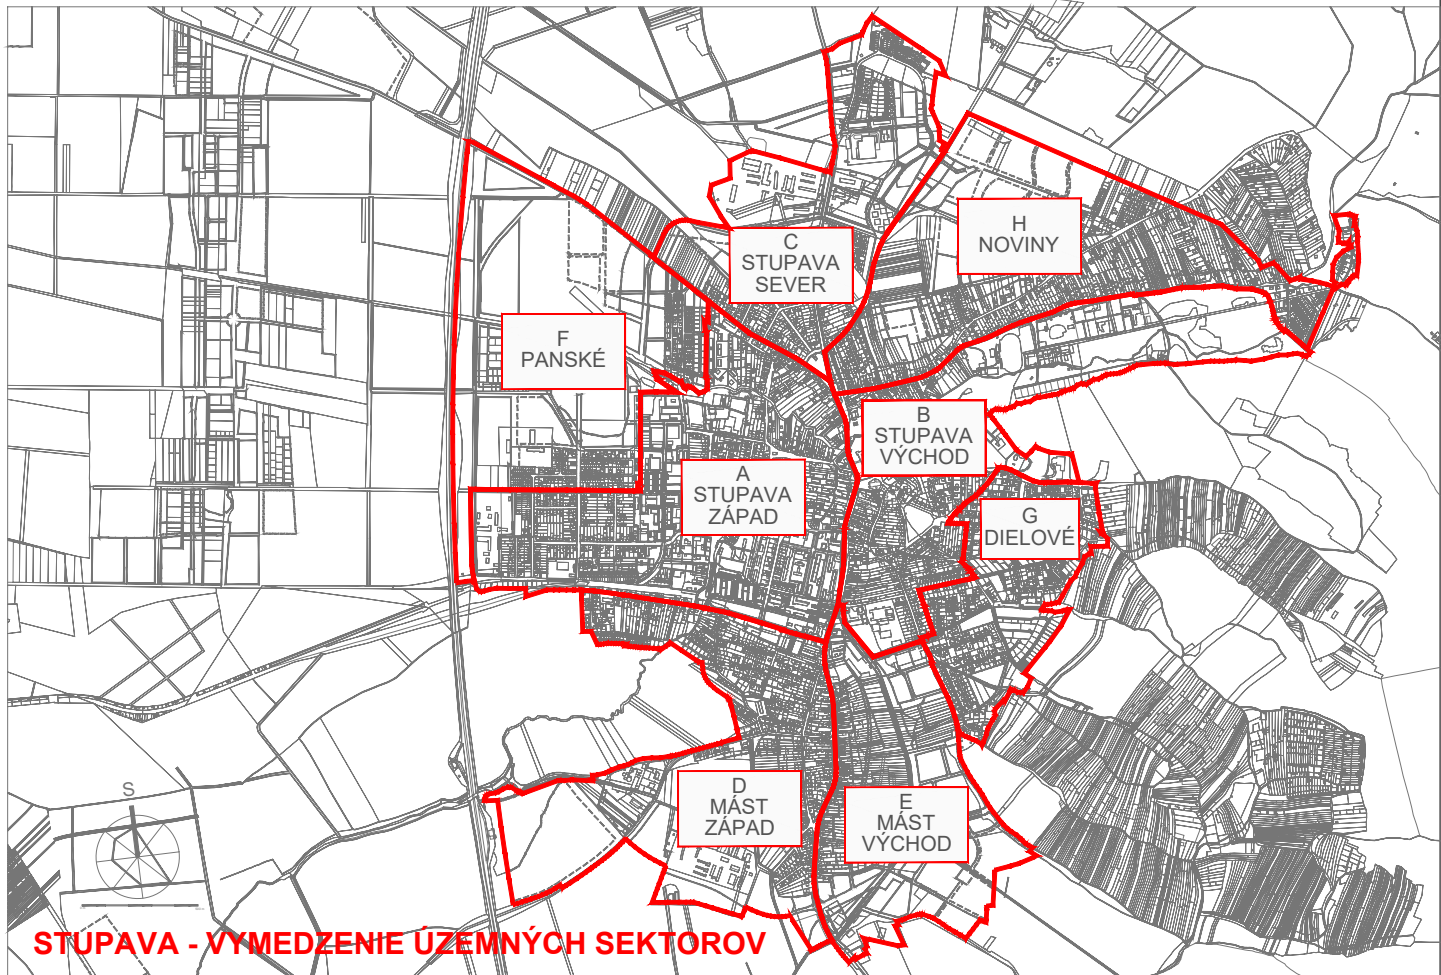 C
STUPAVA
SEVER
H
NOVINY
F
PANSKÉ
B
STUPAVA
VÝCHOD
A
STUPAVA
ZÁPAD
G
DIELOVÉ
D
MÁST
ZÁPAD
E
MÁST
VÝCHOD
S
STUPAVA - VYMEDZENIE ÚZEMNÝCH SEKTOROV